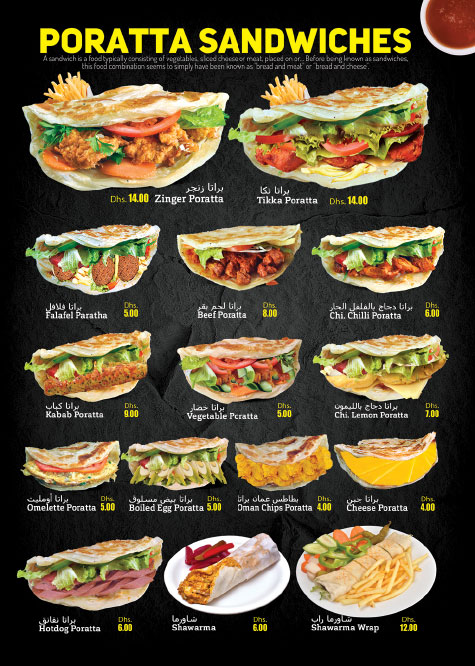 PORATTA SANDWICHES
A sandwich is a food typically consisting of vegetables, sliced cheese or meat, placed on or... Before being known as sandwiches,
this food combination seems to simply have been known as 'bread and meat' or 'bread and cheese'.
براتا زنجر
Dhs. 14.00 Zinger Poratta
براتا تكا
Tikka Poratta Dhs. 14.00
براتا فلافل
Falafel Paratha
Dhs.
5.00
براتا لحم بقر
Beef Poratta
Dhs.
8.00
براتا دجاج بالفلفل الحار
Chi. Chilli Poratta
Dhs.
6.00
براتا كباب
Kabab Poratta
Dhs.
9.00
براتا خضار
Vegetable Pcratta
Dhs.
5.00
براتا دجاج بالليمون
Chi. Lemon Poratta
Dhs.
7.00
براتا أومليت
Omelette Poratta
Dhs.
5.00
براتا بيض مسلوق
Boiled Egg Poratta
Dhs.
5.00
بطاطس عمان براتا
Oman Chips Poratta
Dhs.
4.00
براتا جبن
Cheese Poratta
Dhs.
4.00
براتا نقانق
Hotdog Poratta
Dhs.
6.00
شاورما
Shawarma
Dhs.
6.00
شاورما راب
Shawarma Wrap
Dhs.
12.00